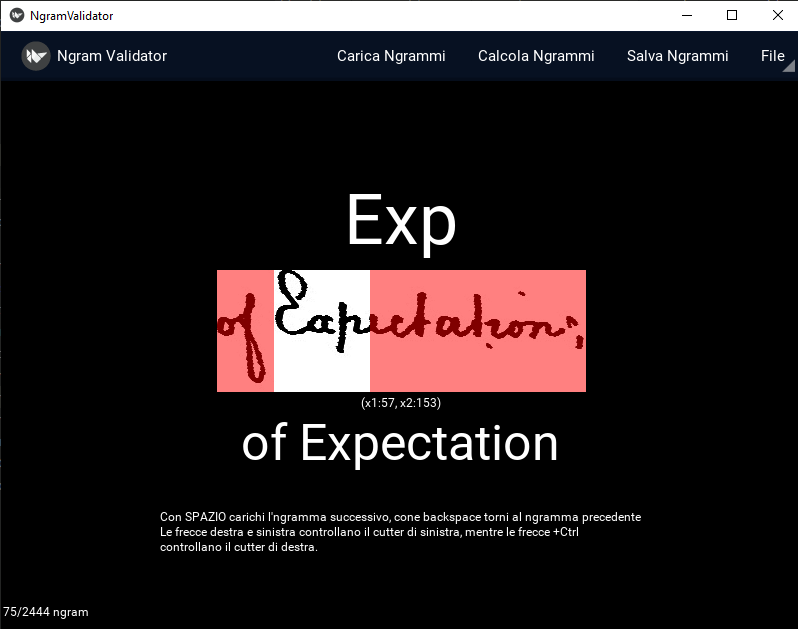 NgramValidator
Ngram Validator Carica Ngrammi Calcola Ngrammi Salva Ngrammi File
Exp
of Expectation;
(x1:57, x2:153)
of Expectation
Con SPAZIO carichi l'ngramma successivo, cone backspace torni al ngramma precedente
Le frecce destra e sinistra controllano il cutter di sinistra, mentre le frecce +Ctrl
controllano il cutter di destra.
75/2444 ngram